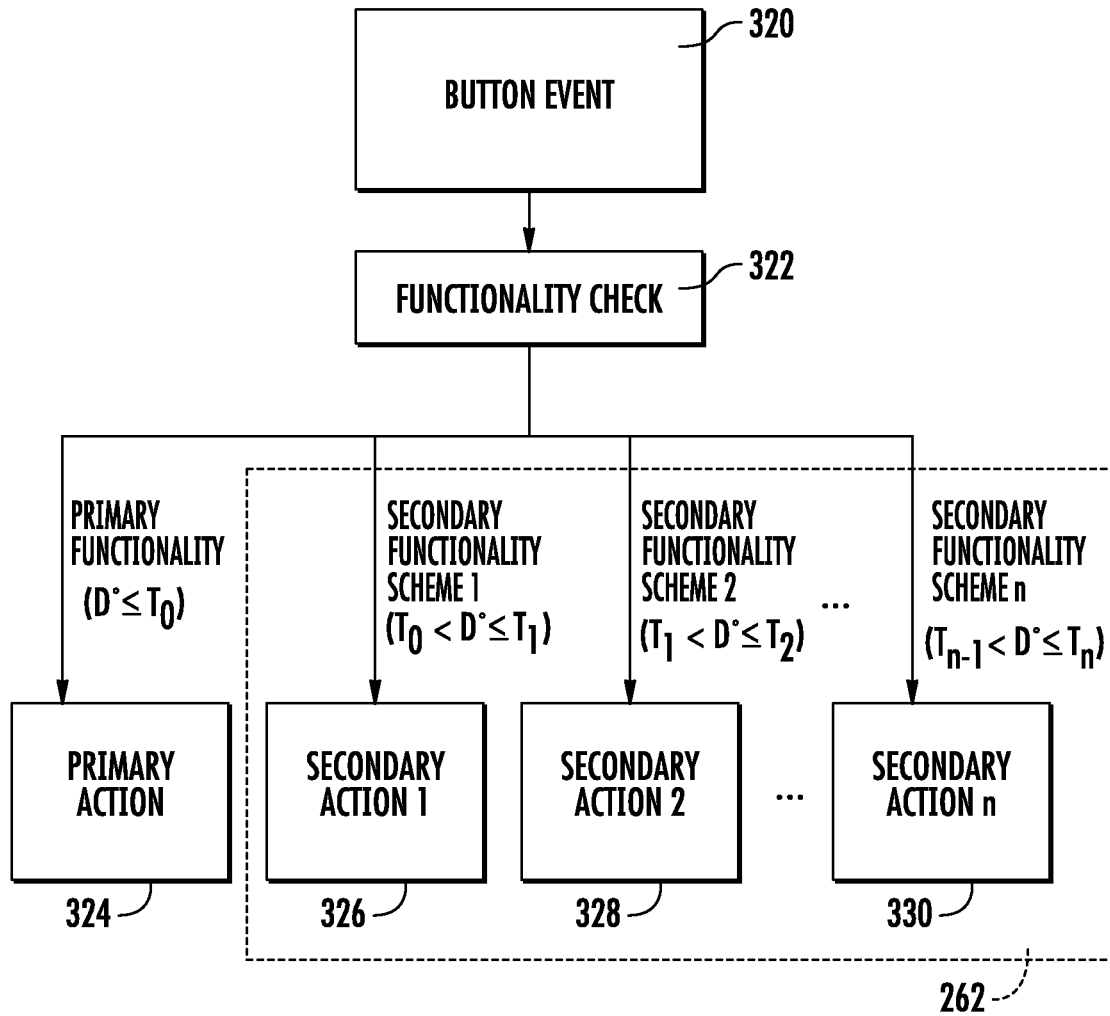 320
BUTTON EVENT
322
FUNCTIONALITY CHECK
PRIMARY
FUNCTIONALITY
(D°≤ T0)
SECONDARY
FUNCTIONALITY
SCHEME 1
(T0 < D°≤ T1)
SECONDARY
FUNCTIONALITY
SCHEME 2
(T1 < D°≤ T2)
...
SECONDARY
FUNCTIONALITY
SCHEME n
(Tn-1 < D°≤ Tn)
PRIMARY
ACTION
SECONDARY
ACTION 1
SECONDARY
ACTION 2
...
SECONDARY
ACTION n
324
326
328
330
262